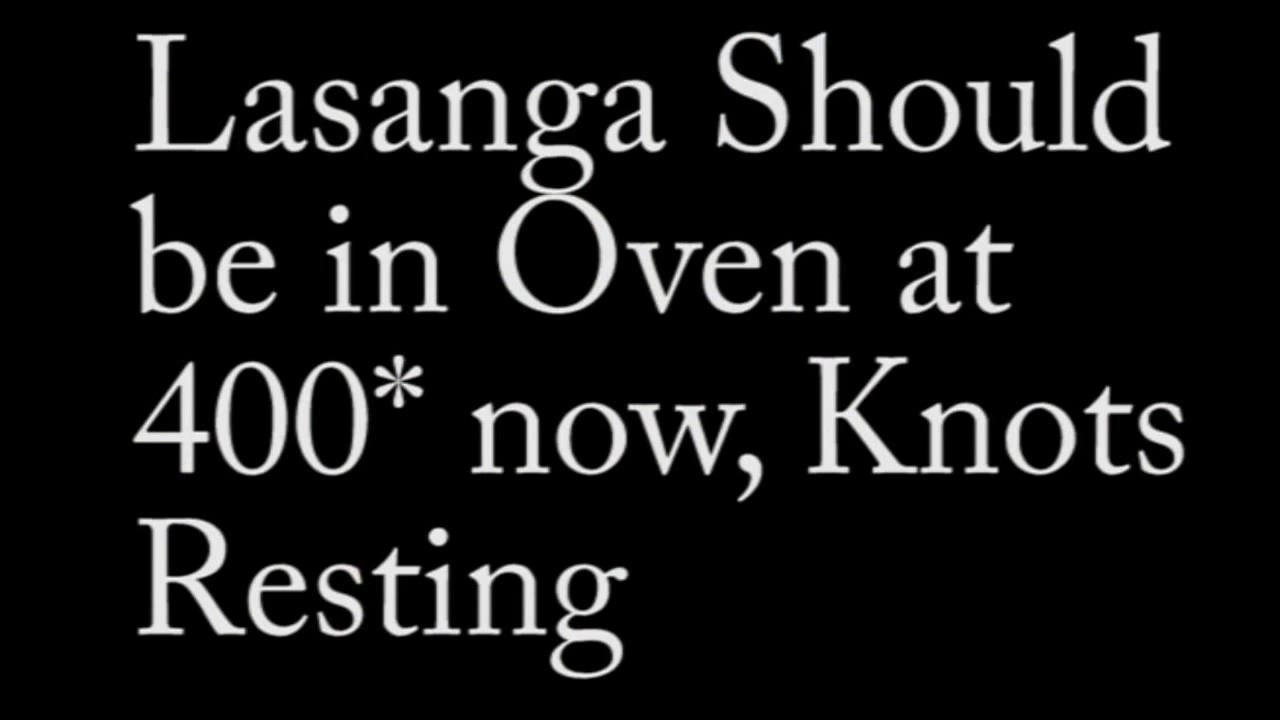 Lasanga Should
be in Oven at
400* now, Knots
Resting